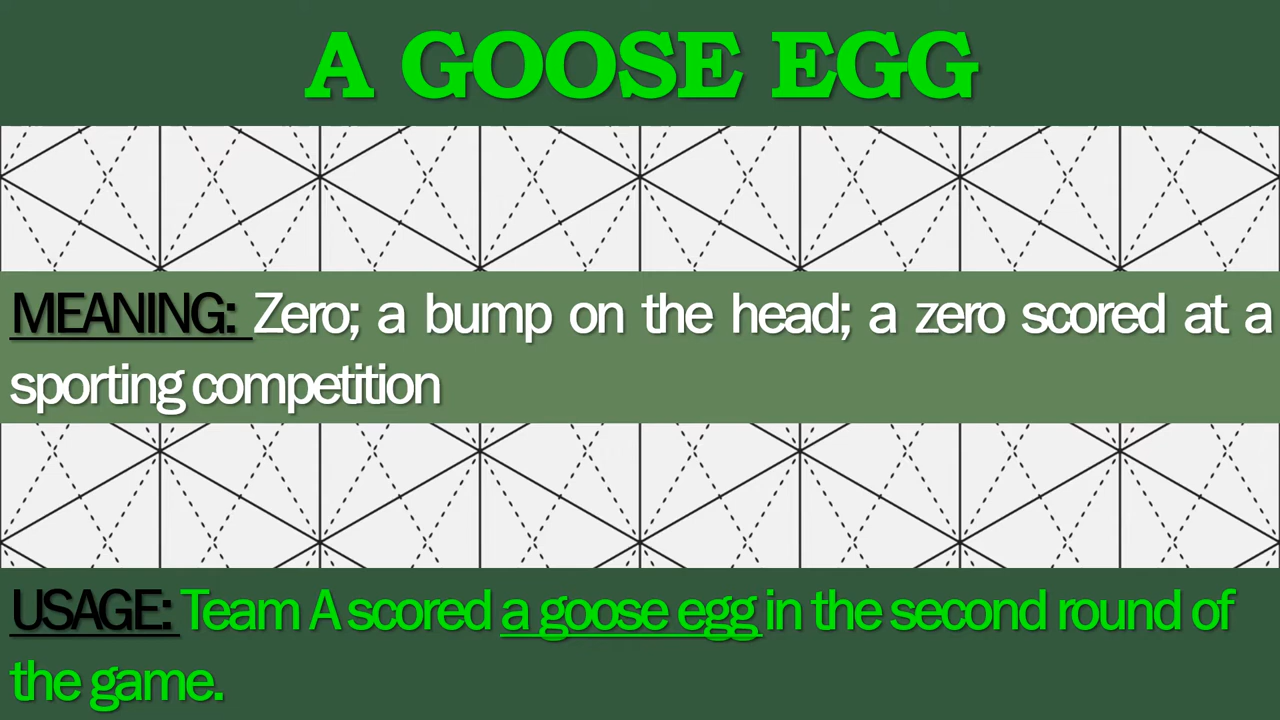 A GOOSE EGG
MEANING: Zero; a bump on the head; a zero scored at a
sporting competition
USAGE: Team A scored a goose egg in the second round of
the game.